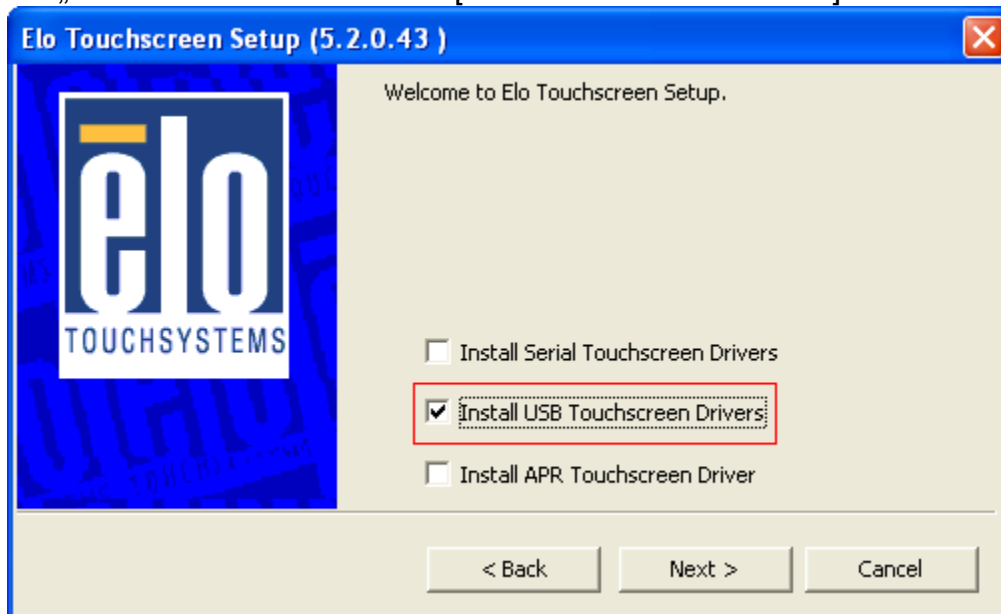 Elo Touchscreen Setup (5.2.0.43 )
Welcome to Elo Touchscreen Setup.
elo
TOUCHSYSTEMS
Install Serial Touchscreen Drivers
Install USB Touchscreen Drivers
Install APR Touchscreen Driver
< Back
Next >
Cancel